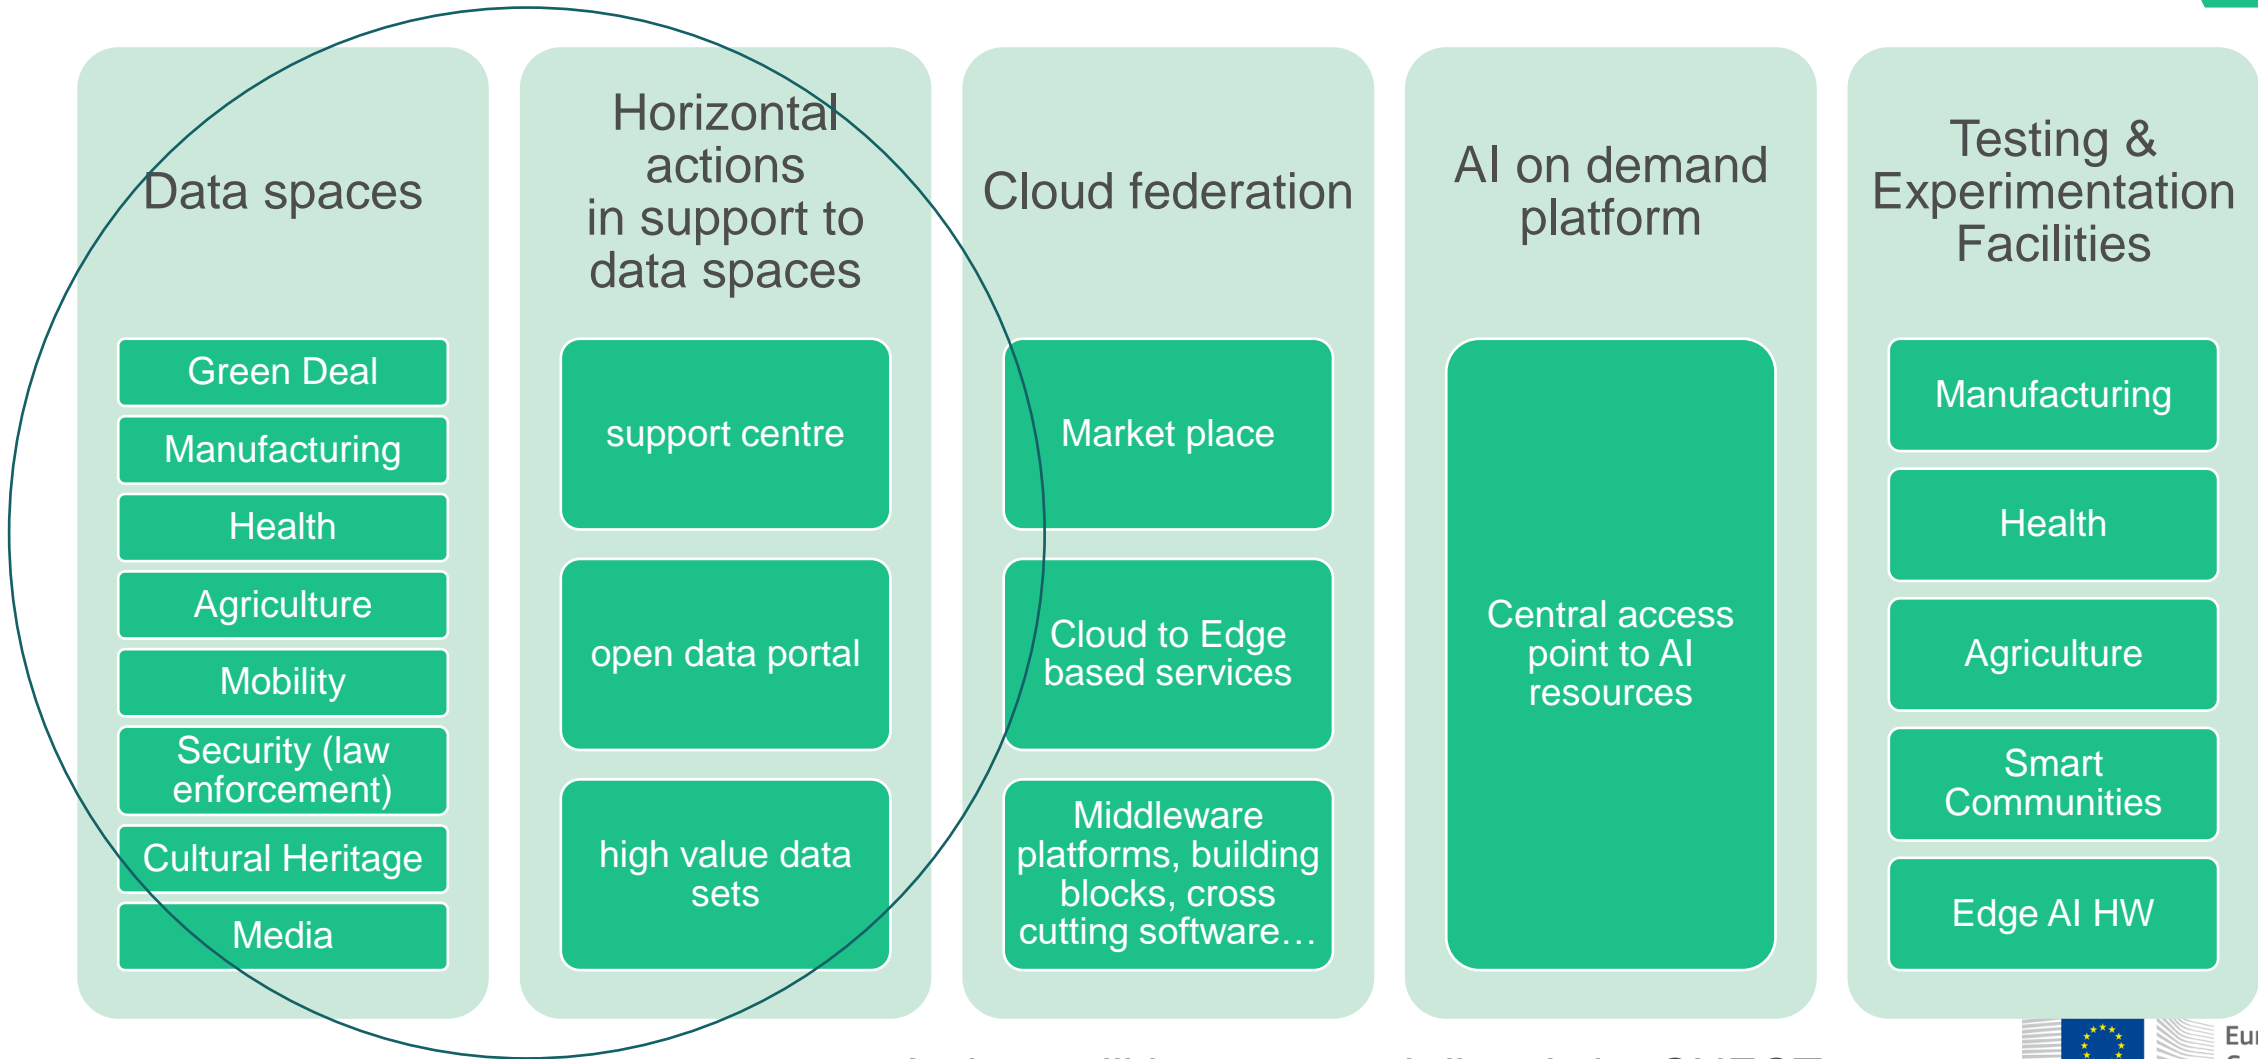 Data spaces
Green Deal
Manufacturing
Health
Agriculture
Mobility
Security (law
enforcement)
Cultural Heritage
Media
Horizontal
actions
in support to
data spaces
support centre
open data portal
high value data
sets
Cloud federation
Market place
Cloud to Edge
based services
Middleware
platforms, building
blocks, cross
cutting software…
AI on demand
platform
Central access
point to AI
resources
Testing &
Experimentation
Facilities
Manufacturing
Health
Agriculture
Smart
Communities
Edge AI HW